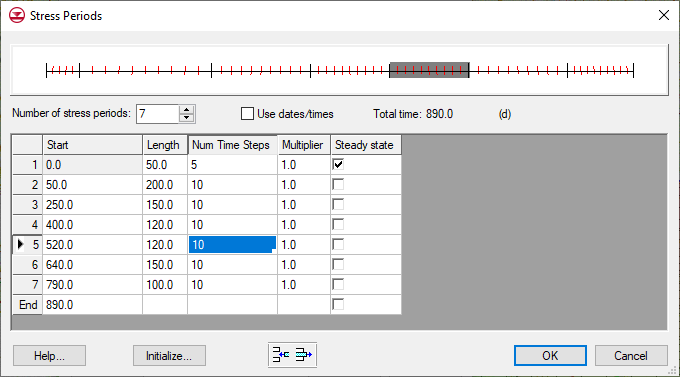 Stress Periods
Number of stress periods: 7 Use dates/times Total time: 890.0 (d)
Start Length Num Time Steps Multiplier Steady state
1 0.0 50.0 5 1.0
2 50.0 200.0 10 1.0
3 250.0 150.0 10 1.0
4 400.0 120.0 10 1.0
5 520.0 120.0 10 1.0
6 640.0 150.0 10 1.0
7 790.0 100.0 10 1.0
End 890.0
Help... Initialize... OK Cancel